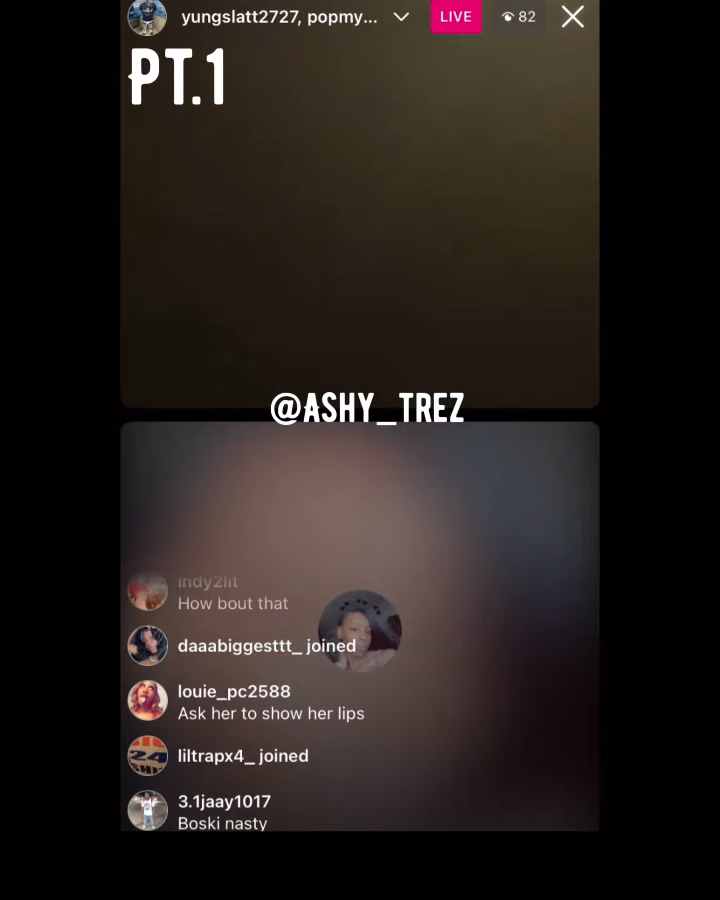 yungslatt2727, popmy...
LIVE
82
PT.1
@ASHY_TREZ
indy2lit
How bout that
daaabiggesttt_ joined
louie_pc2588
Ask her to show her lips
liltrapx4_ joined
24
3.1jaay1017
Boski nasty